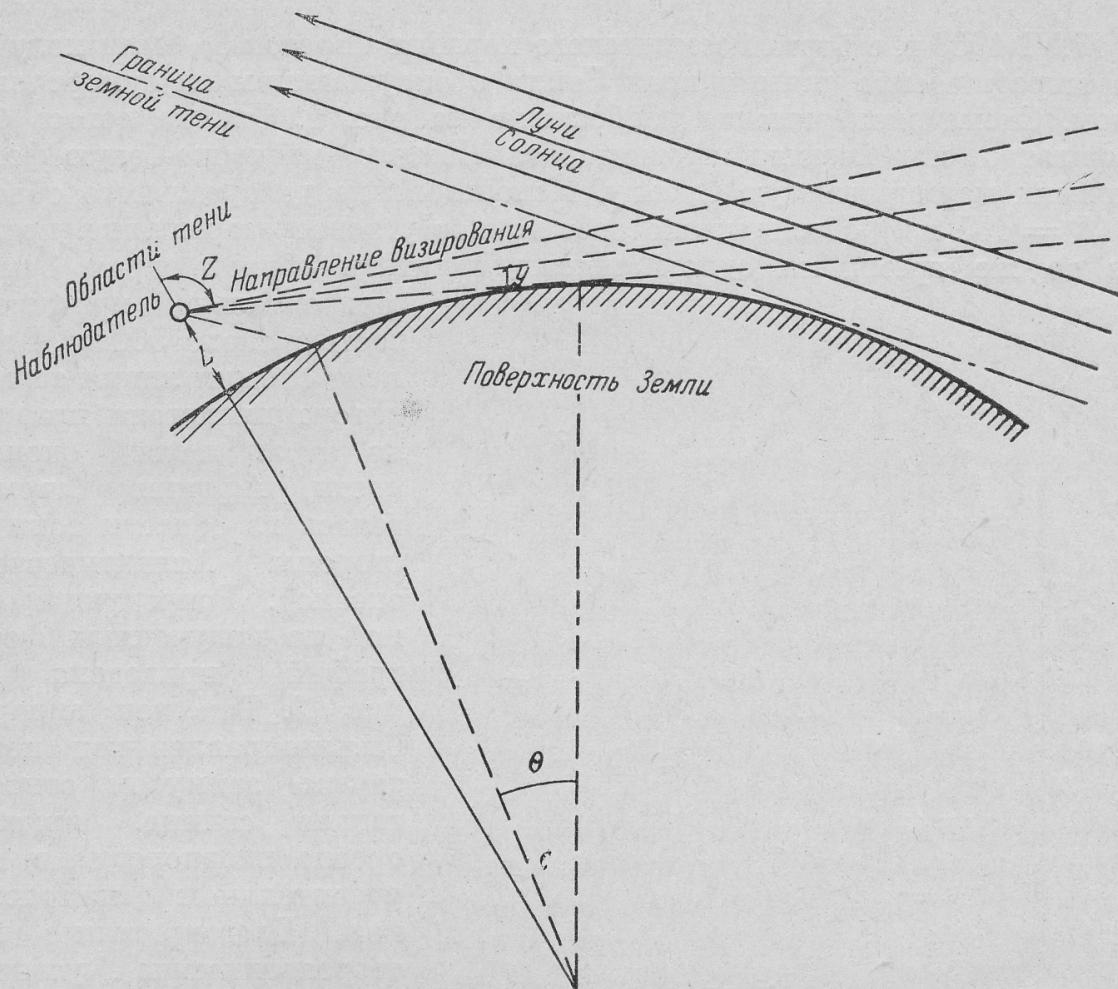 Граница
земной тени
Лучи
Солнца
Области тени
Z
Направление визирования
y
Наблюдатель
L
Поверхность Земли
θ